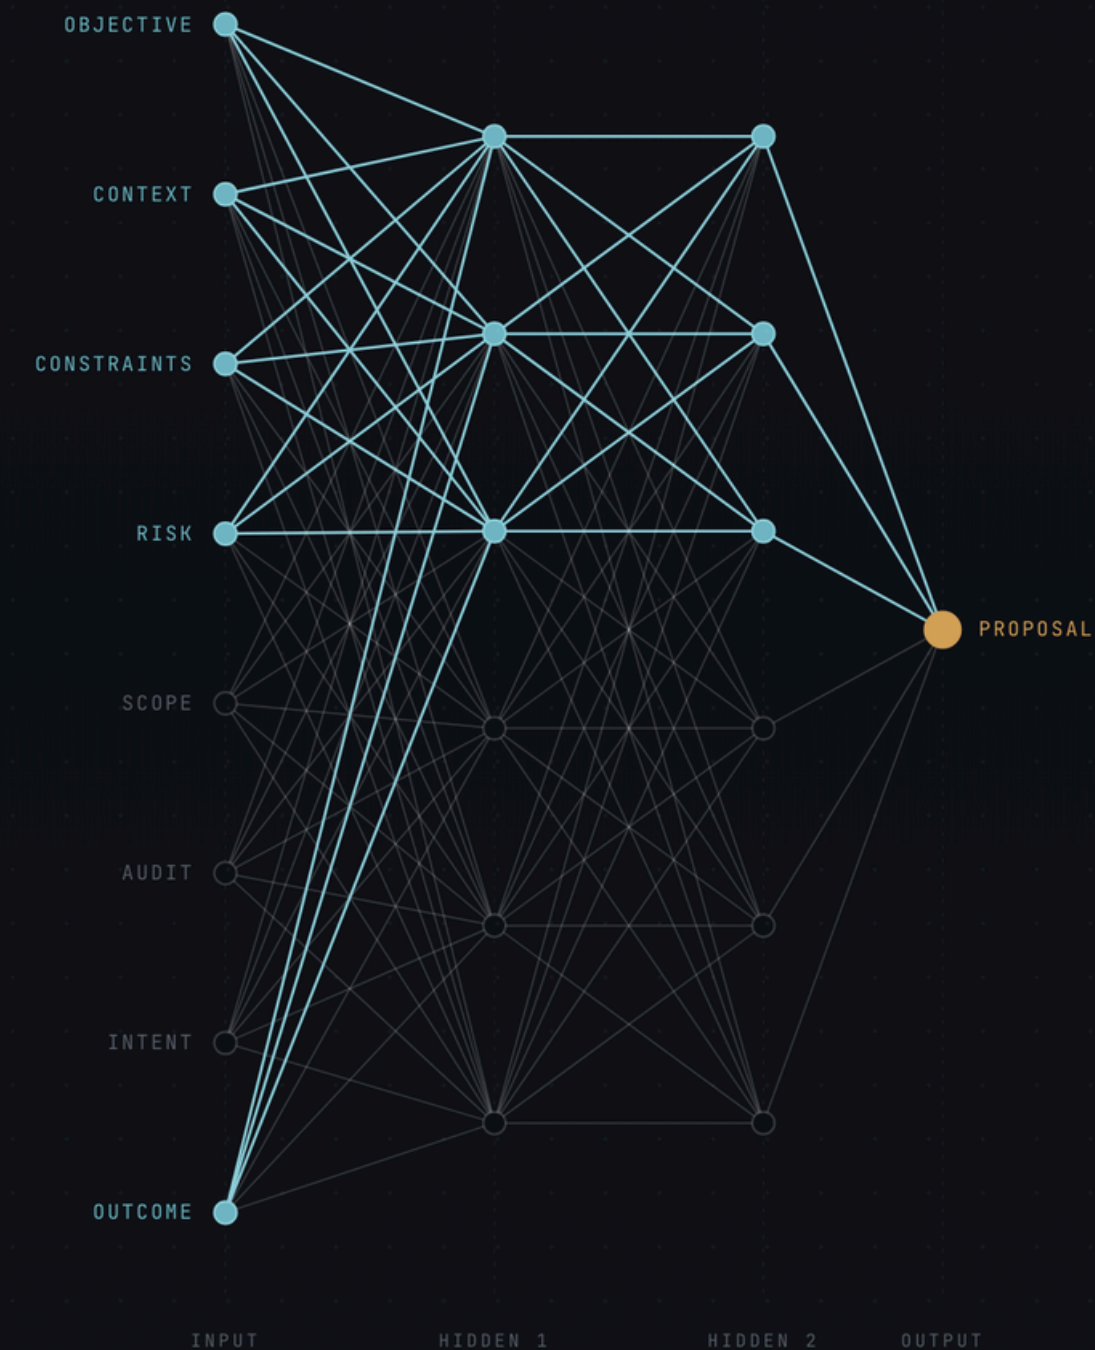 OBJECTIVE
CONTEXT
CONSTRAINTS
RISK
PROPOSAL
SCOPE
AUDIT
INTENT
OUTCOME
INPUT HIDDEN 1 HIDDEN 2 OUTPUT